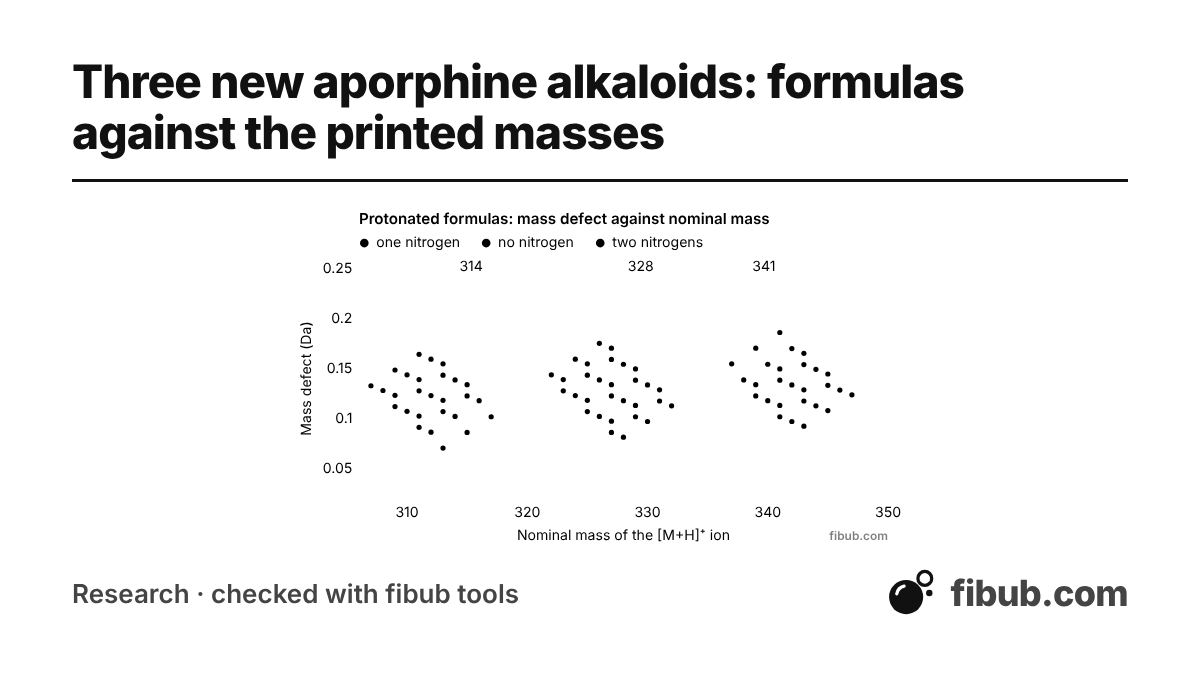 Three new aporphine alkaloids: formulas
against the printed masses
Protonated formulas: mass defect against nominal mass
one nitrogen no nitrogen two nitrogens
314 328 341
0.25
0.2
0.15
0.1
0.05
Mass defect (Da)
310 320 330 340 350
Nominal mass of the [M+H]⁺ ion
fibub.com
Research · checked with fibub tools
fibub.com